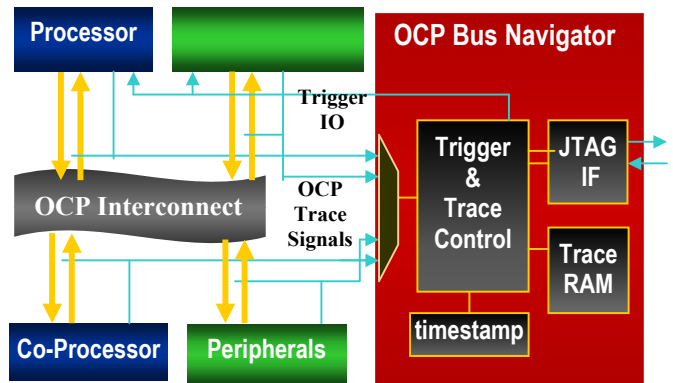 Processor
OCP Bus Navigator
Trigger
IO
Trigger
&
Trace
Control
JTAG
IF
OCP Interconnect
OCP
Trace
Signals
Trace
RAM
timestamp
Co-Processor
Peripherals